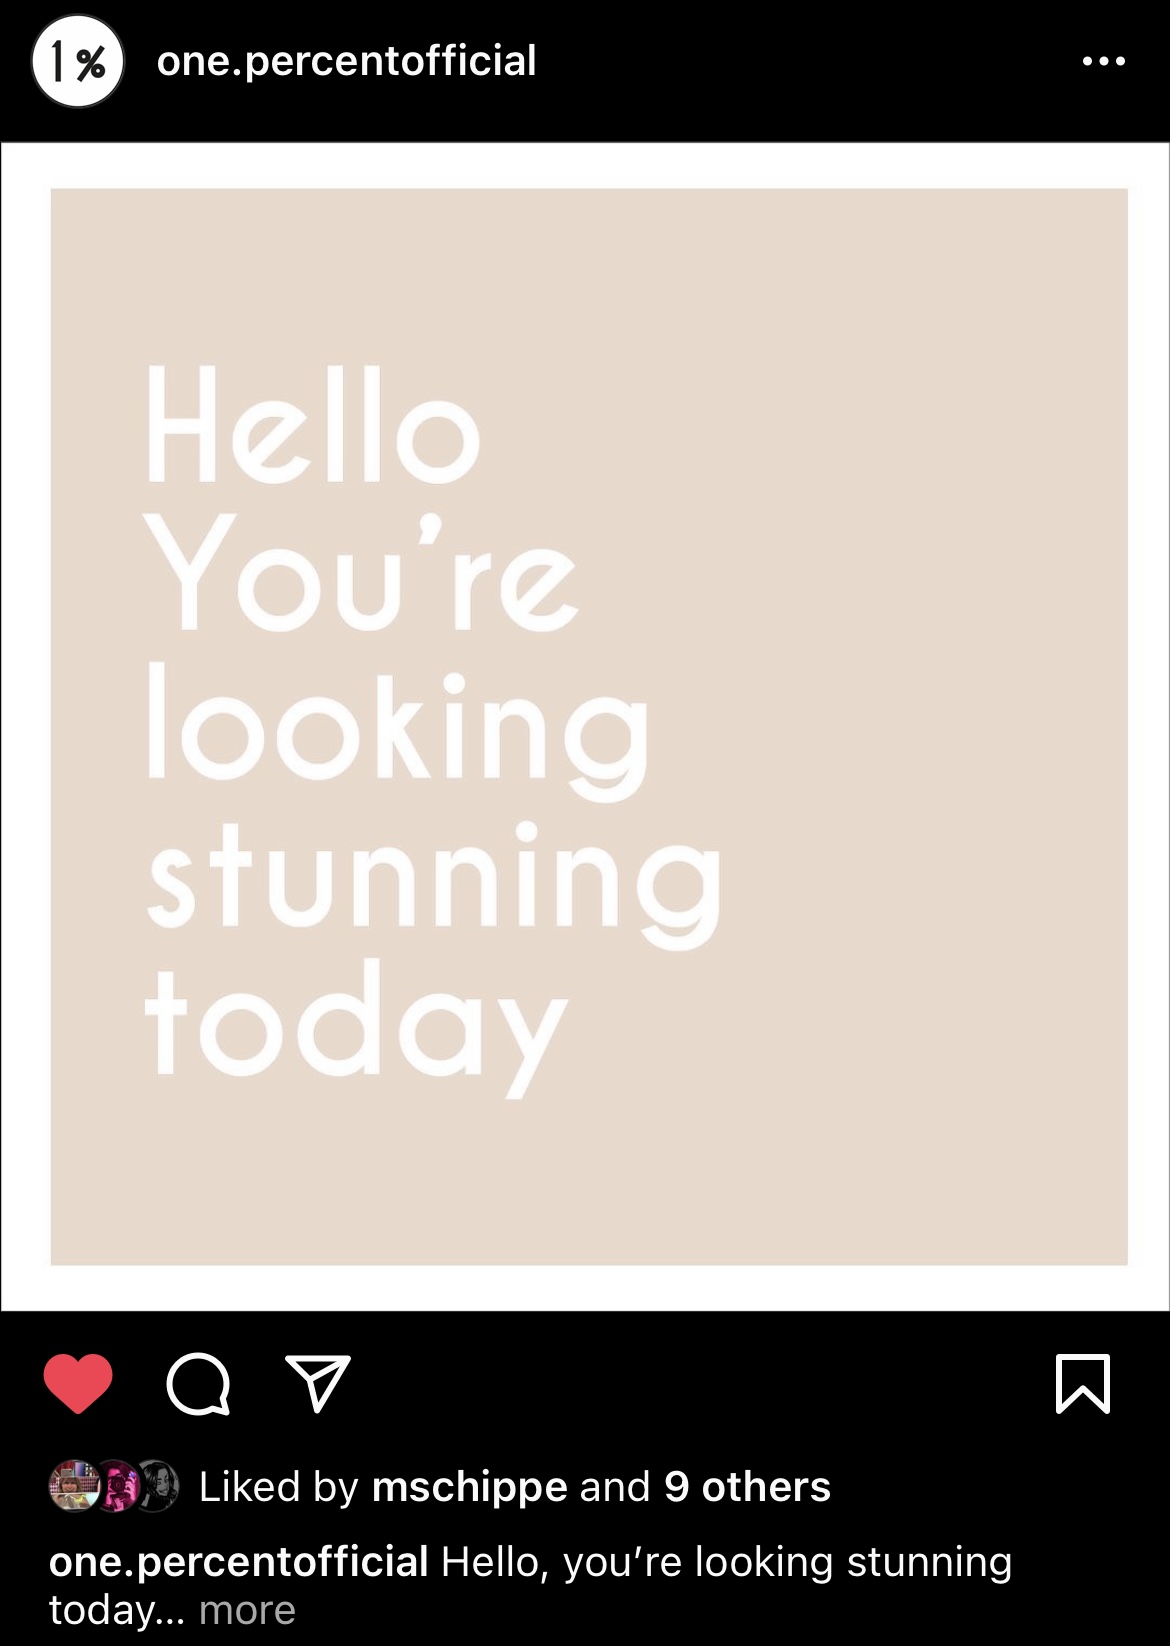 1%
one.percentofficial
Hello
You're
looking
stunning
today
Liked by mschippe and 9 others
one.percentofficial Hello, you're looking stunning
today... more